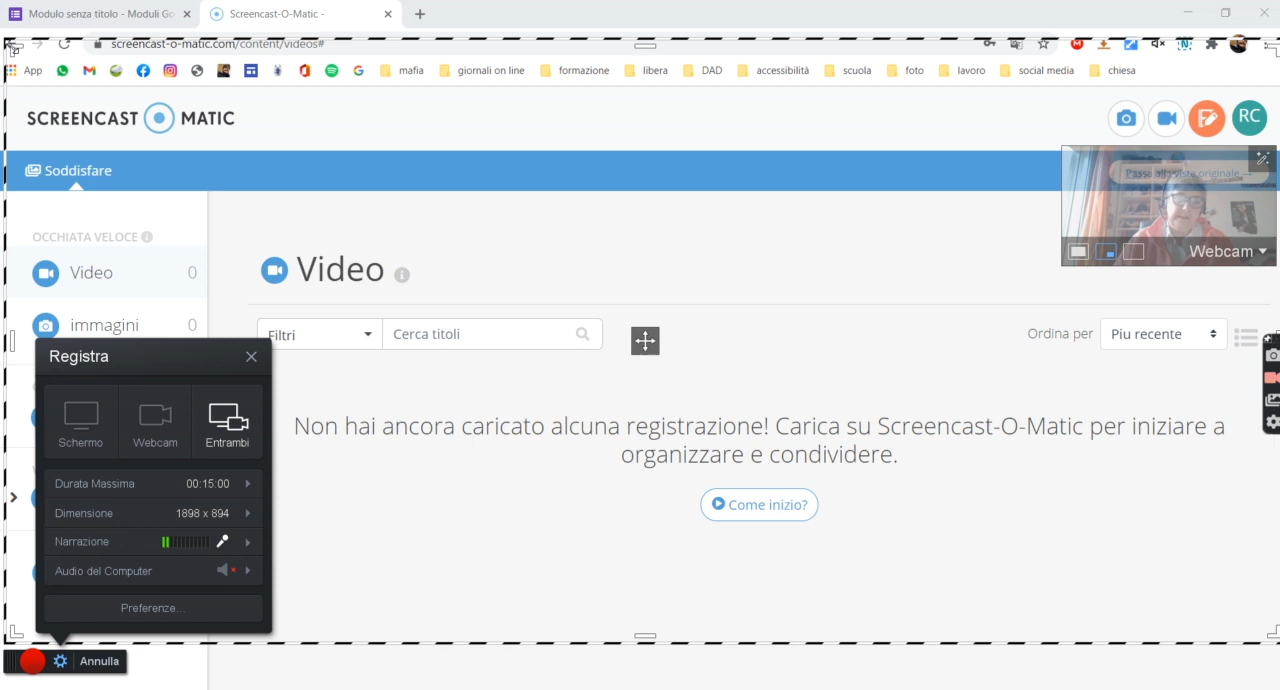 Modulo senza titolo - Moduli Go
Screencast-O-Matic -
screencast-o-matic.com/content/videos#
App
mafia
giornali on line
formazione
libera
DAD
accessibilità
scuola
foto
lavoro
social media
chiesa
SCREENCAST O MATIC
RC
Soddisfare
Passa alla vista originale →
OCCHIATA VELOCE
Video 0
Video
Webcam
immagini 0
Filtri
Cerca titoli
Ordina per
Piu recente
Registra
Schermo
Webcam
Entrambi
Non hai ancora caricato alcuna registrazione! Carica su Screencast-O-Matic per iniziare a
organizzare e condividere.
Durata Massima 00:15:00
Dimensione 1898 x 894
Come inizio?
Narrazione
Audio del Computer
Preferenze...
Annulla